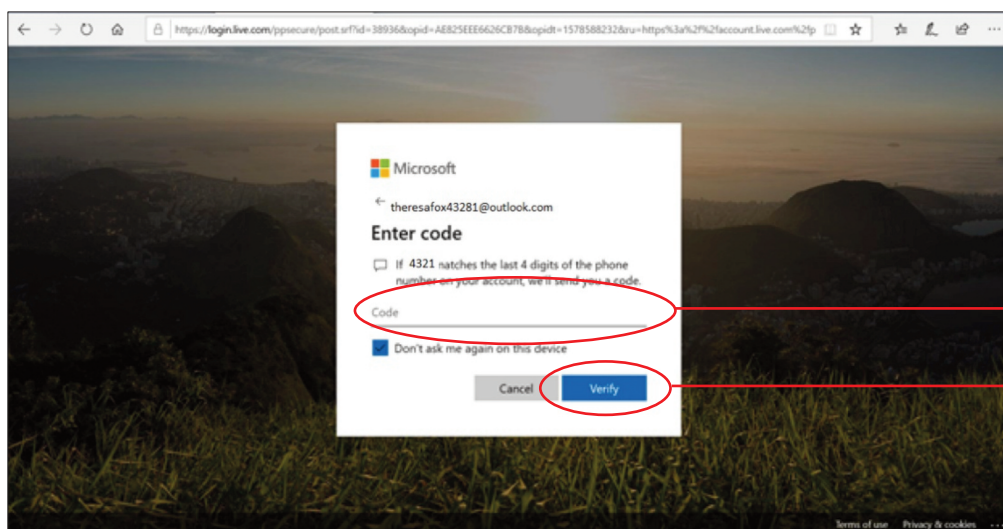 https://login.live.com/ppsecure/post.srf?id=38936&opid=AE825EEE6626CB78&opidt=1578588232&ru=https%3a%2f%2faccount.live.com%2fp
Microsoft
theresafox43281@outlook.com
Enter code
If 4321 natches the last 4 digits of the phone
number on your account, we'll send you a code.
Code
Don't ask me again on this device
Cancel Verify
Terms of use Privacy & cookies